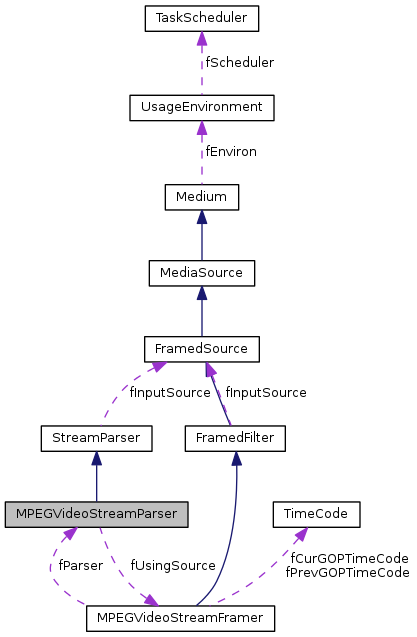 TaskScheduler
fScheduler
UsageEnvironment
fEnviron
Medium
MediaSource
FramedSource
fInputSource
fInputSource
StreamParser
FramedFilter
MPEGVideoStreamParser
TimeCode
fParser
fUsingSource
fCurGOPTimeCode
fPrevGOPTimeCode
MPEGVideoStreamFramer